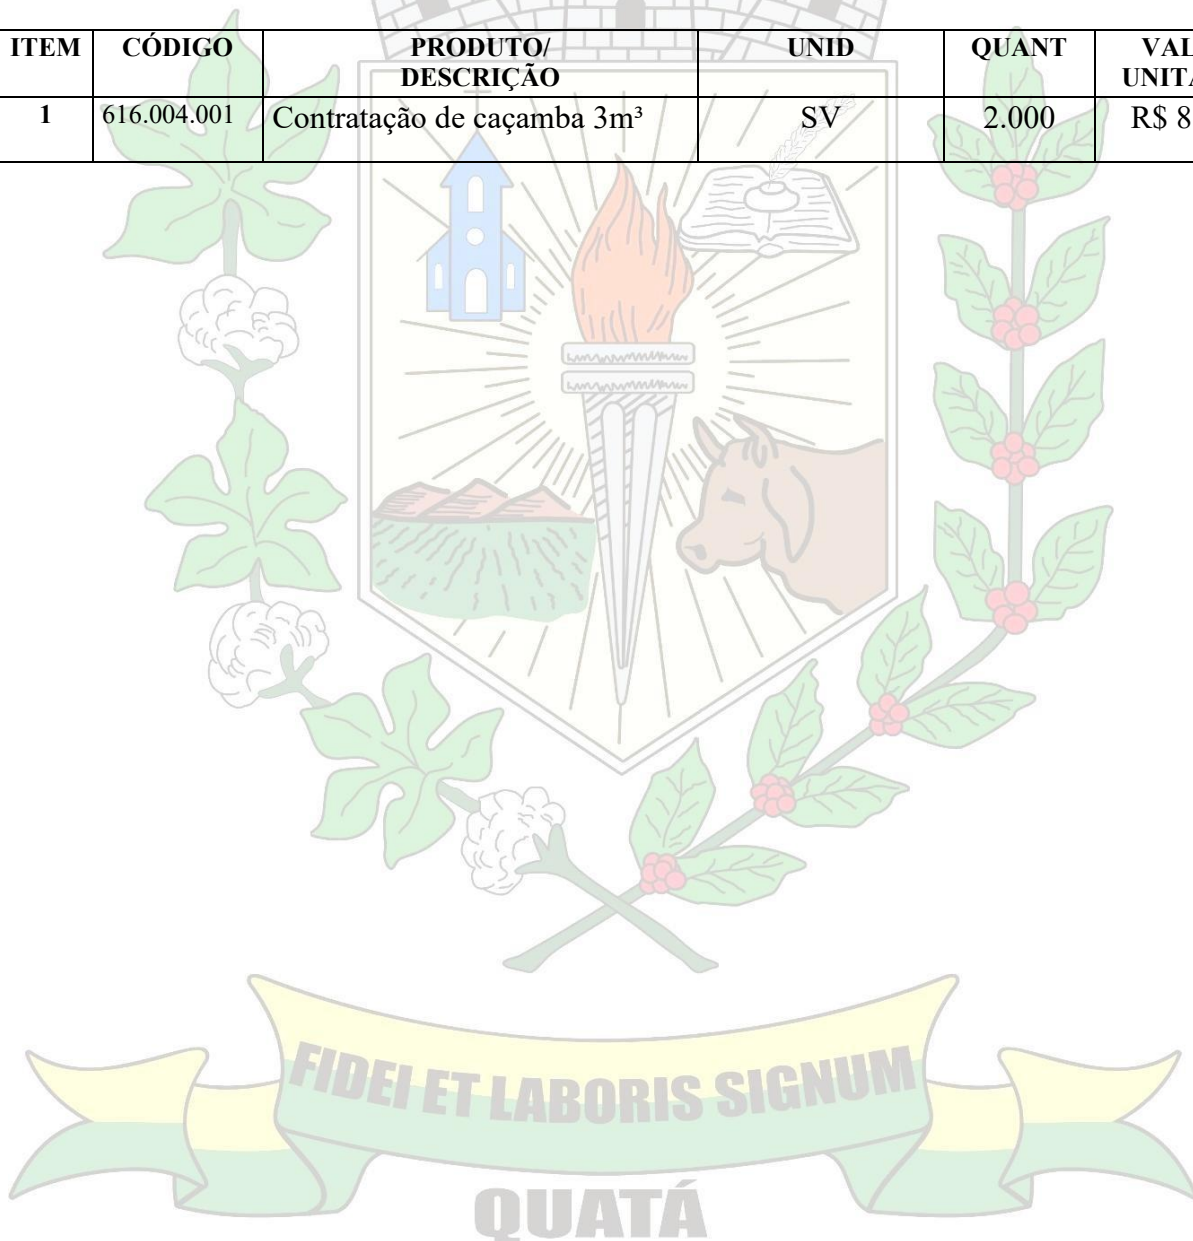 ITEM CÓDIGO PRODUTO/ UNID QUANT
DESCRIÇÃO
1 616.004.001 Contratação de caçamba 3m³ SV 2.000 R$ 8
FIDEI ET LABORIS SIGNUM
QUATÁ